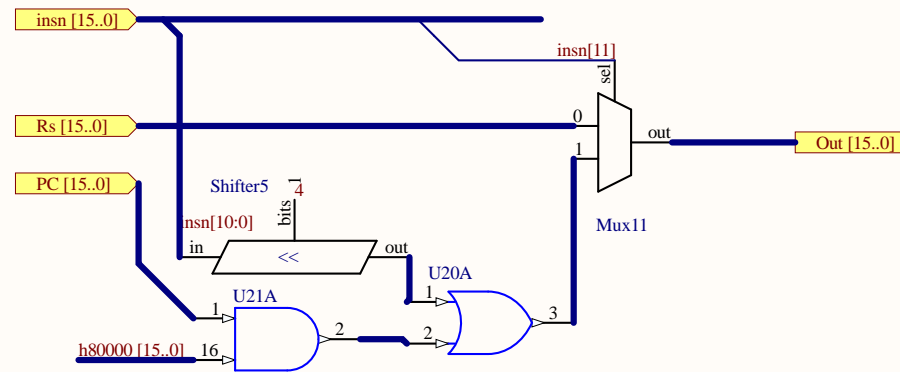 insn [15..0]
insn[11]
sel
Rs [15..0]
0
out
Out [15..0]
1
PC [15..0]
Shifter5
1
4
bits
insn[10:0]
Mux11
in
<<
out
U20A
U21A
1
1
3
2
2
h80000 [15..0]
16